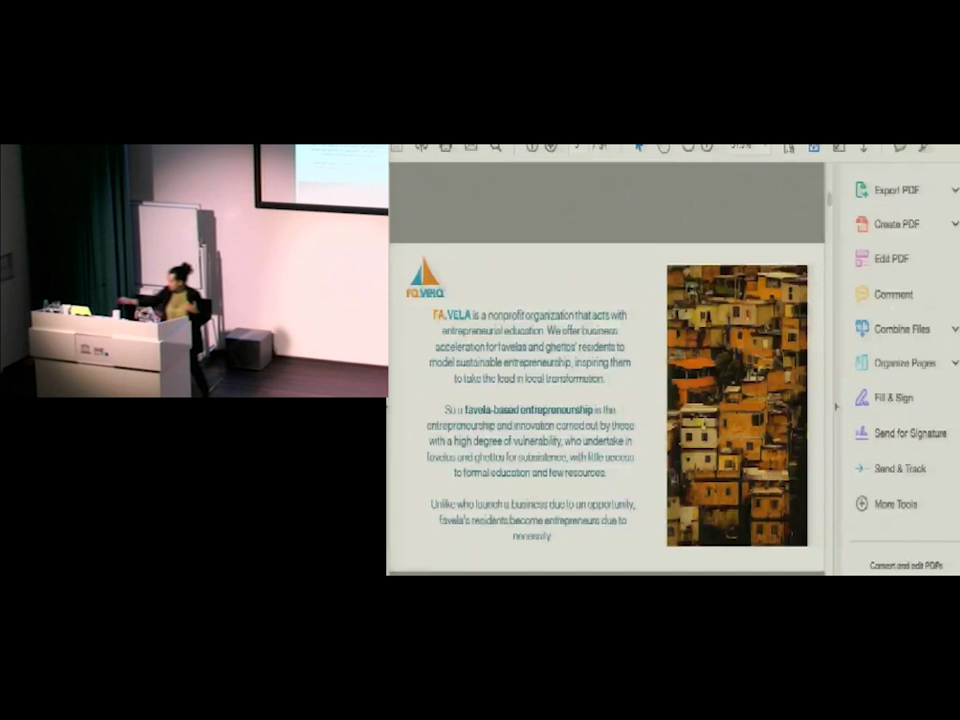 FA.VELA
FA.VELA is a nonprofit organization that acts with
entrepreneurial education. We offer business
acceleration for favelas and ghettos' residents to
model sustainable entrepreneurship, inspiring them
to take the lead in local transformation.
So a favela-based entrepreneurship is the
entrepreneurship and innovation carried out by those
with a high degree of vulnerability, who undertake in
favelas and ghettos for subsistence, with little access
to formal education and few resources.
Unlike who launch a business due to an opportunity,
favela's residents become entrepreneurs due to
necessity.
Export PDF
Create PDF
Edit PDF
Comment
Combine Files
Organize Pages
Fill & Sign
Send for Signature
Send & Track
More Tools
Convert and edit PDFs